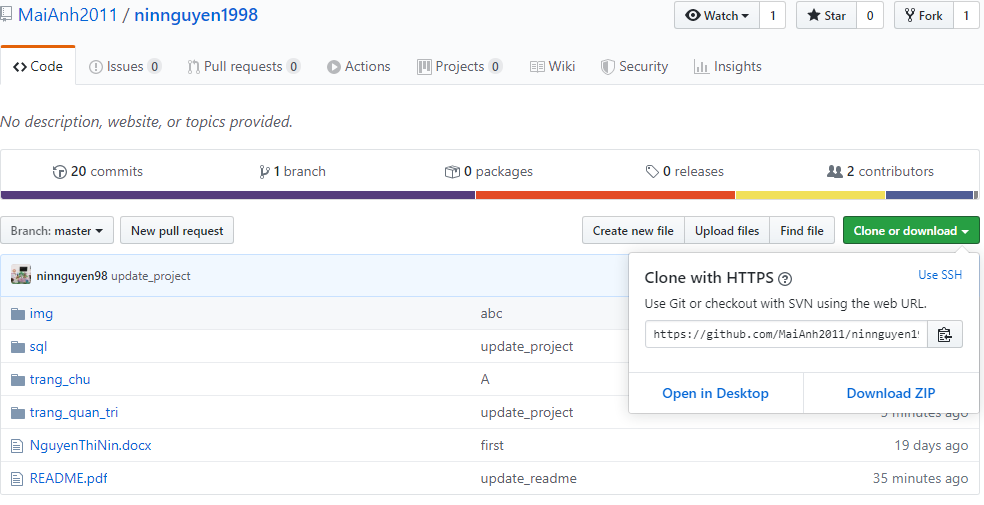 MaiAnh2011 / ninnguyen1998
Watch 1 Star 0 Fork 1
Code Issues 0 Pull requests 0 Actions Projects 0 Wiki Security Insights
No description, website, or topics provided.
20 commits 1 branch 0 packages 0 releases 2 contributors
Branch: master New pull request Create new file Upload files Find file Clone or download
ninnguyen98 update_project
Clone with HTTPS ? Use SSH
Use Git or checkout with SVN using the web URL.
https://github.com/MaiAnh2011/ninnguyen19
Open in Desktop Download ZIP
img abc
sql update_project
trang_chu A
trang_quan_tri update_project minutes ago
NguyenThiNin.docx first 19 days ago
README.pdf update_readme 35 minutes ago